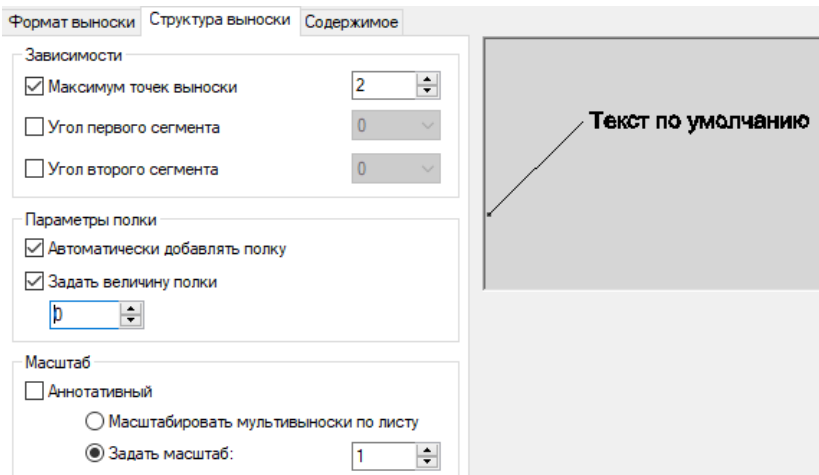 Формат выноски Структура выноски Содержимое
Зависимости
Максимум точек выноски 2
Угол первого сегмента 0
Угол второго сегмента 0
Параметры полки
Автоматически добавлять полку
Задать величину полки
0
Масштаб
Аннотативный
Масштабировать мультивыноски по листу
Задать масштаб: 1
Текст по умолчанию